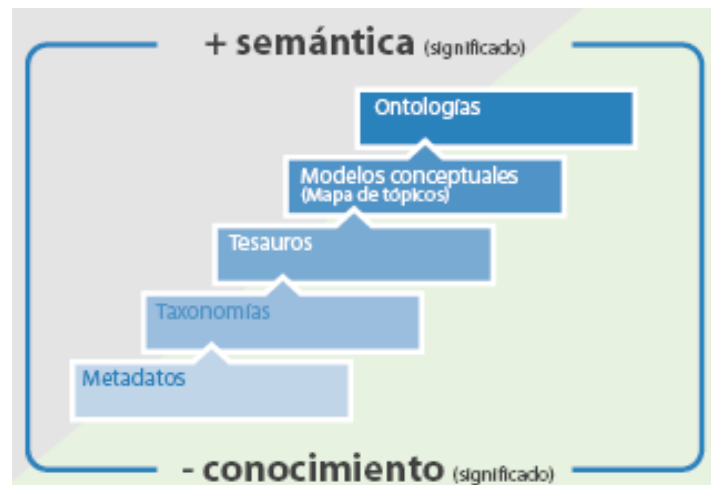 + semántica (significado)
Ontologías
Modelos conceptuales
(Mapa de tópicos)
Tesauros
Taxonomías
Metadatos
- conocimiento (significado)